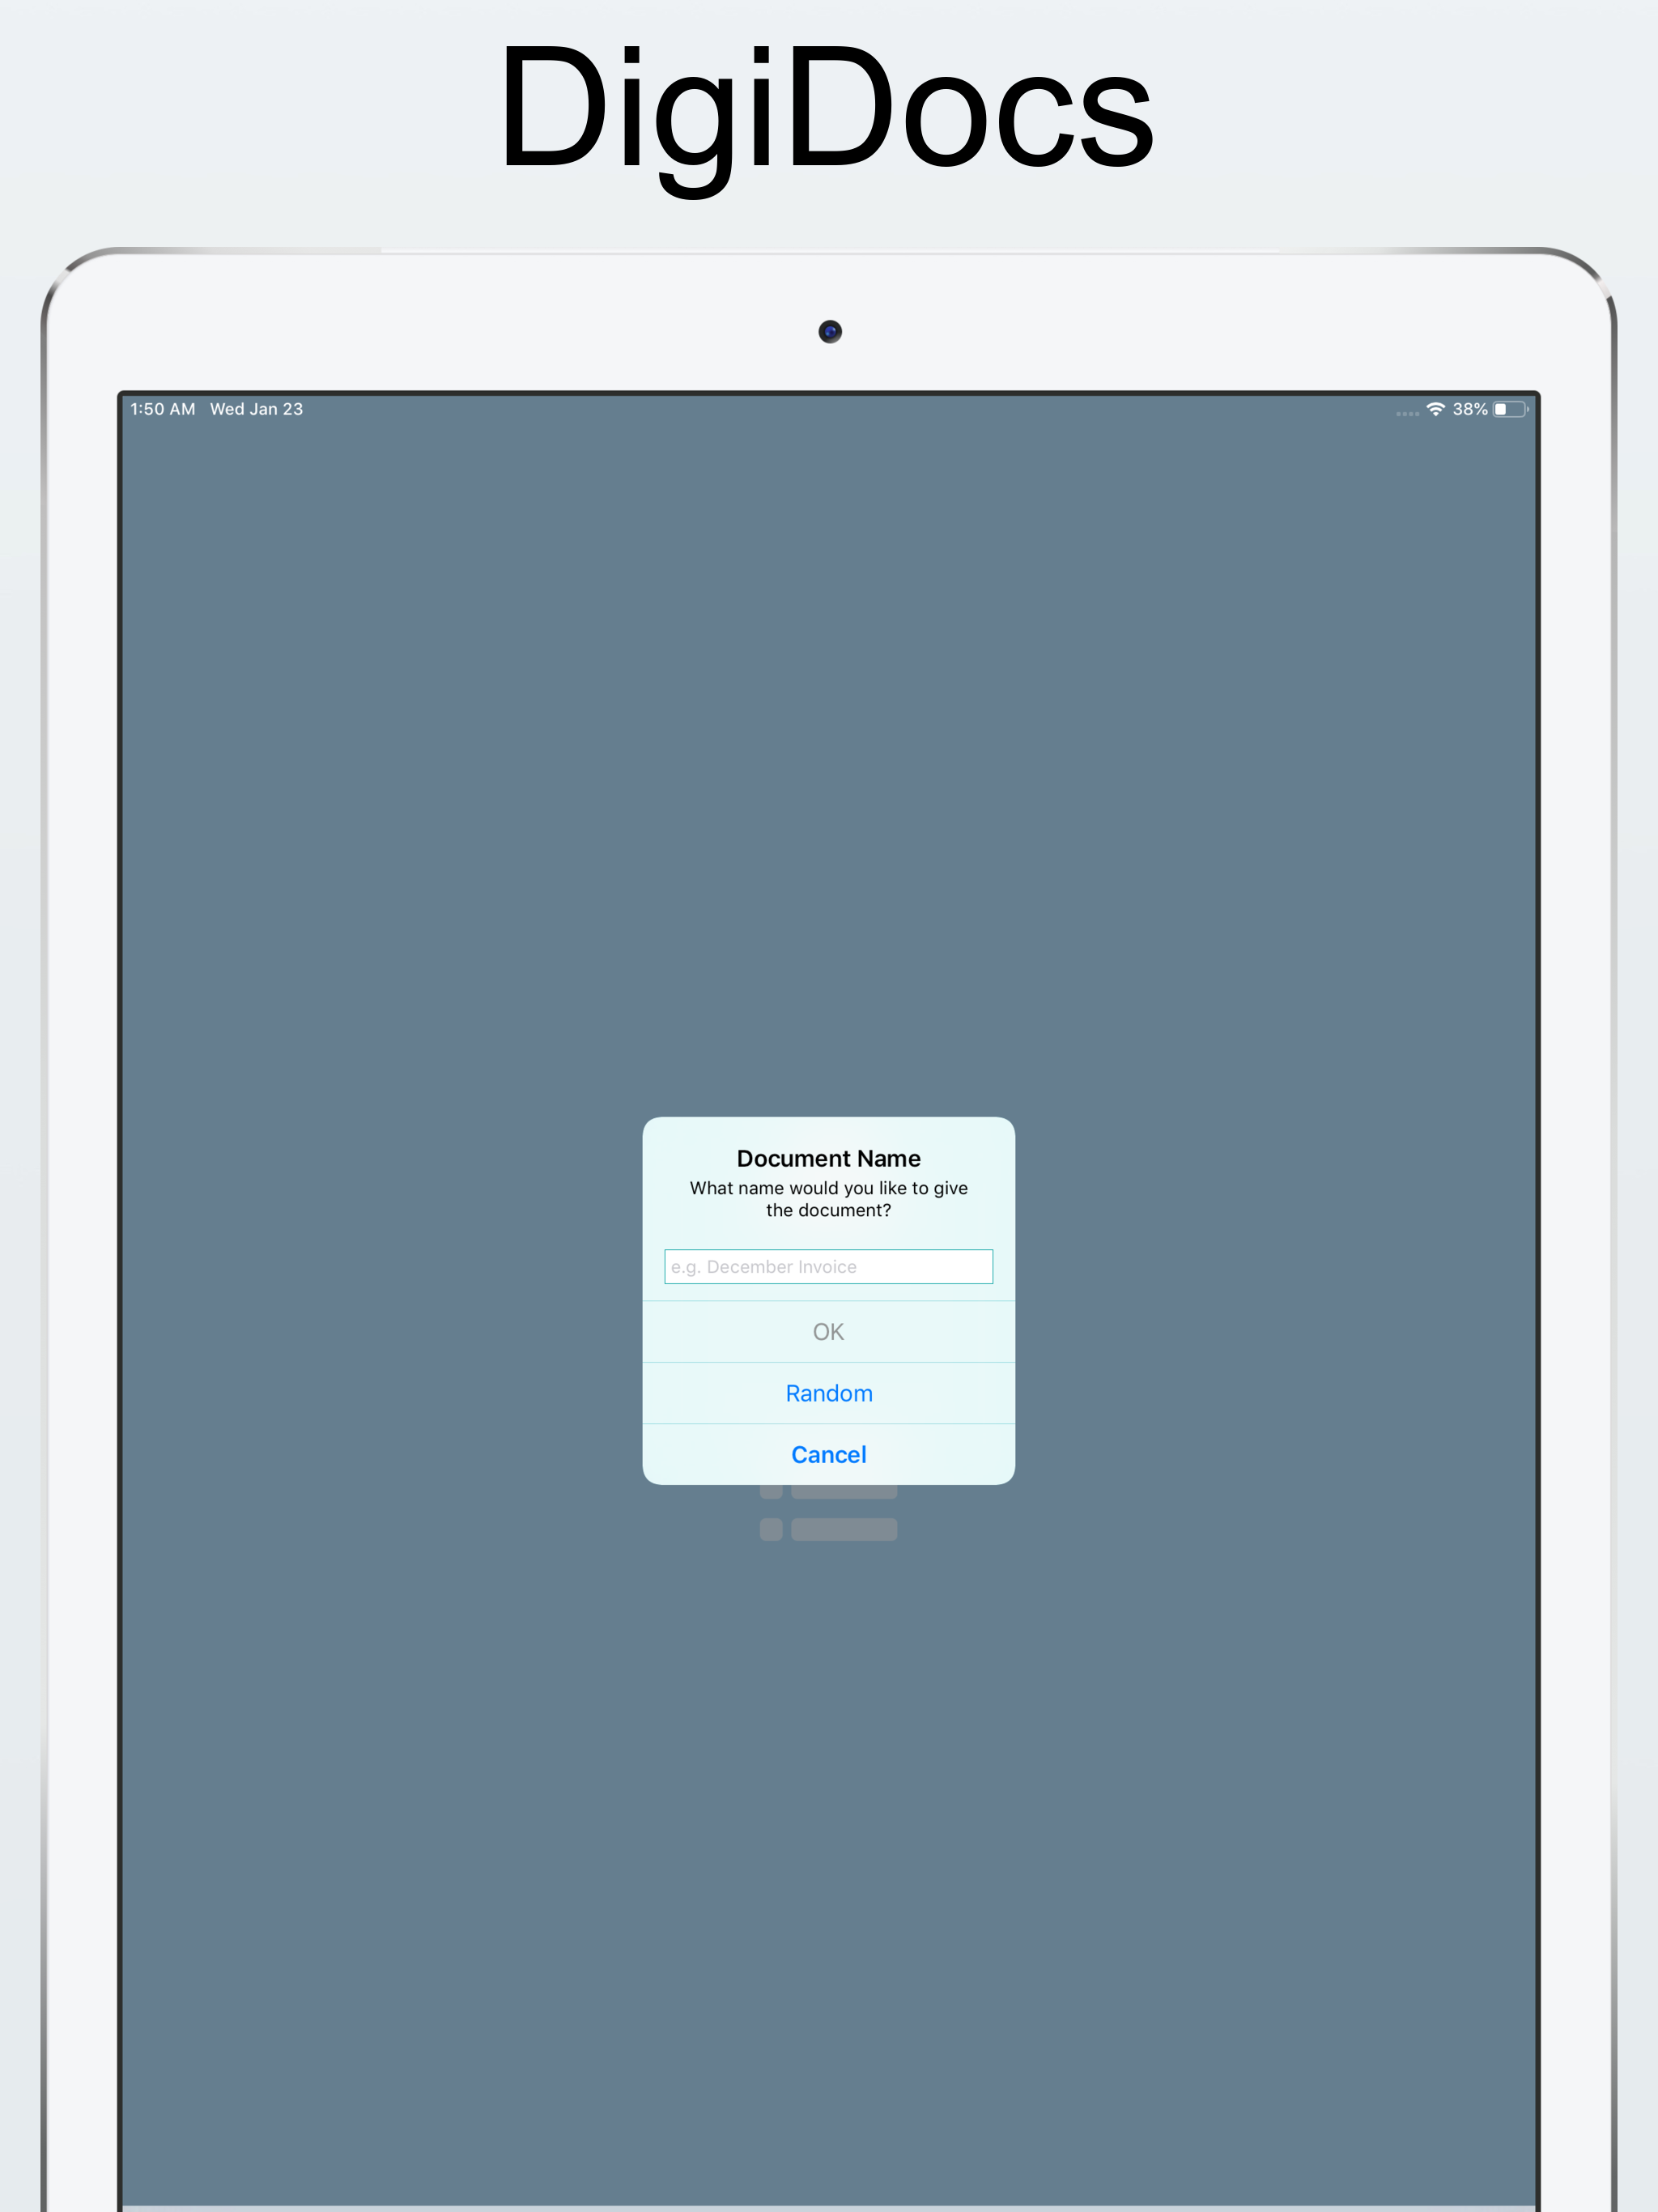 DigiDocs
1:50 AM Wed Jan 23
38%
Document Name
What name would you like to give
the document?
e.g. December Invoice
OK
Random
Cancel